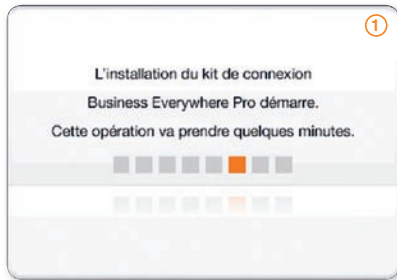 ①
L'installation du kit de connexion
Business Everywhere Pro démarre.
Cette opération va prendre quelques minutes.